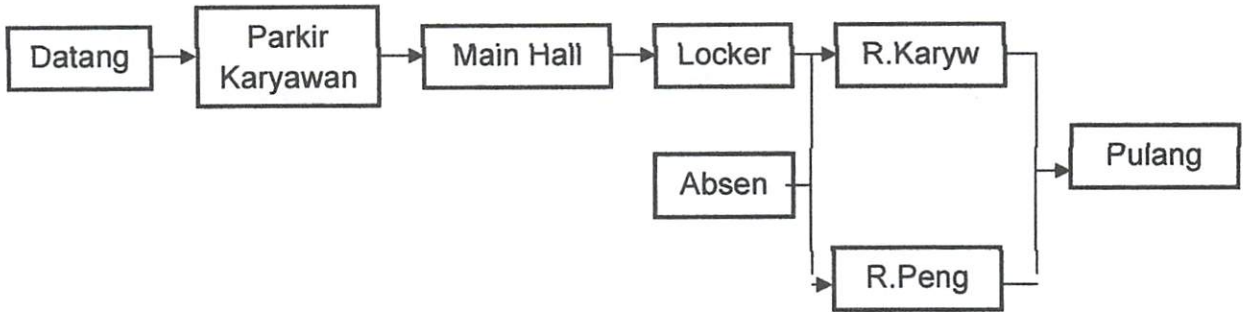 Datang
Parkir
Karyawan
Main Hall
Locker
R.Karyw
Absen
Pulang
R.Peng